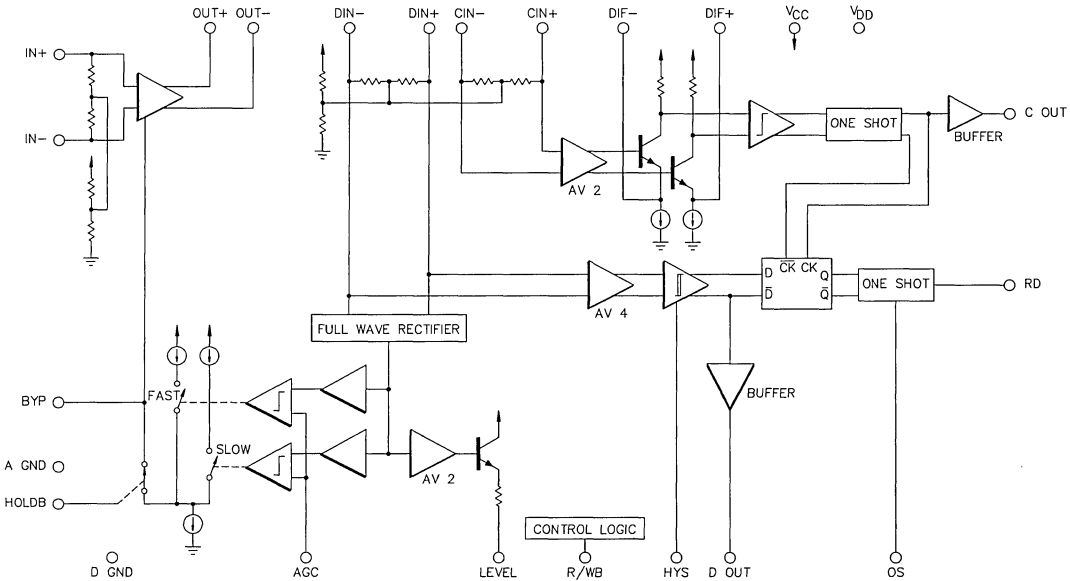 OUT+ OUT- DIN- DIN+ CIN- CIN+ DIF- DIF+ VCC VDD
IN+
IN-
ONE SHOT
C OUT
BUFFER
AV 2
D CK CK Q
D Q
ONE SHOT
RD
AV 4
FULL WAVE RECTIFIER
BUFFER
FAST
BYP
SLOW
A GND
AV 2
HOLDB
CONTROL LOGIC
D GND AGC LEVEL R/WB HYS D OUT OS